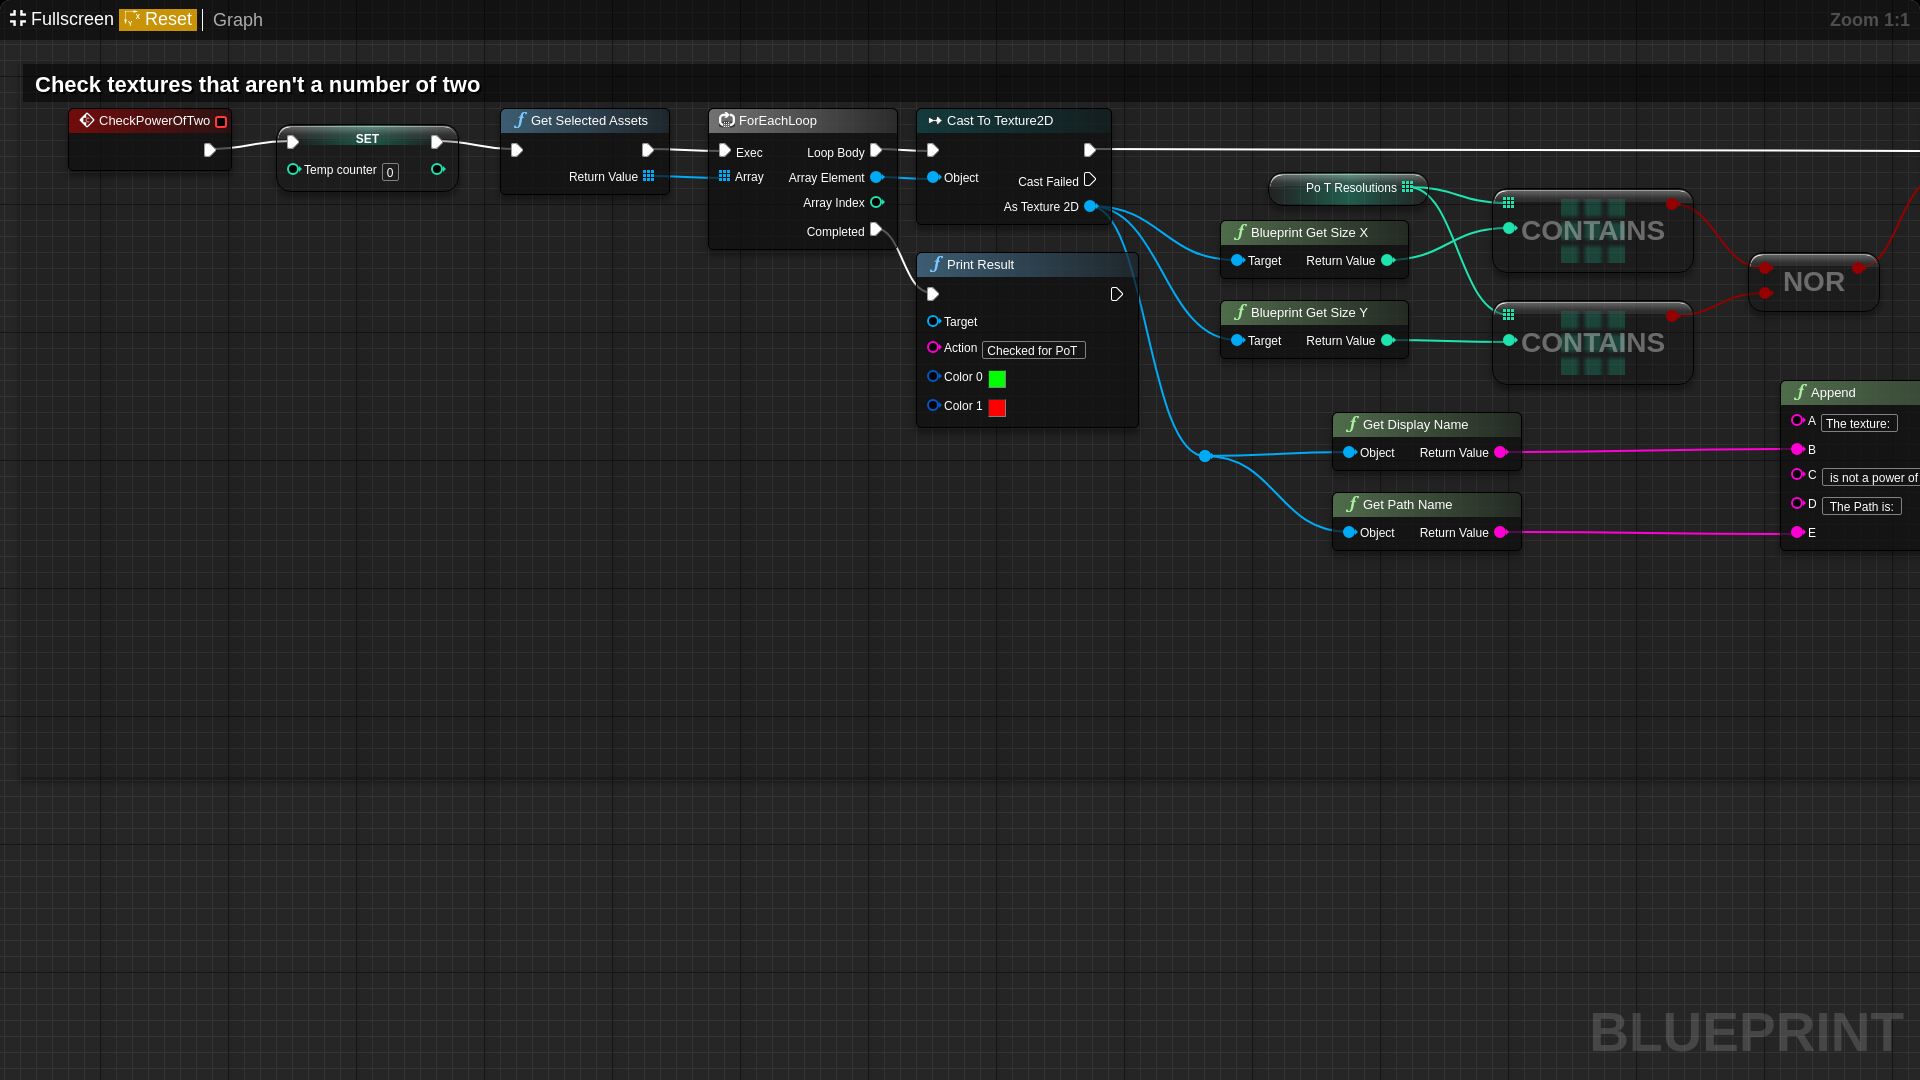 Fullscreen Reset Graph Zoom 1:1
Check textures that aren't a number of two
CheckPowerOfTwo
SET
Temp counter 0
Get Selected Assets
Return Value
ForEachLoop
Exec Loop Body
Array Array Element
Array Index
Completed
Cast To Texture2D
Object Cast Failed
As Texture 2D
Print Result
Target
Action Checked for PoT
Color 0
Color 1
Po T Resolutions
Blueprint Get Size X
Target Return Value
Blueprint Get Size Y
Target Return Value
CONTAINS
CONTAINS
NOR
Get Display Name
Object Return Value
Get Path Name
Object Return Value
Append
A The texture:
B
C is not a power of
D The Path is:
E
BLUEPRINT